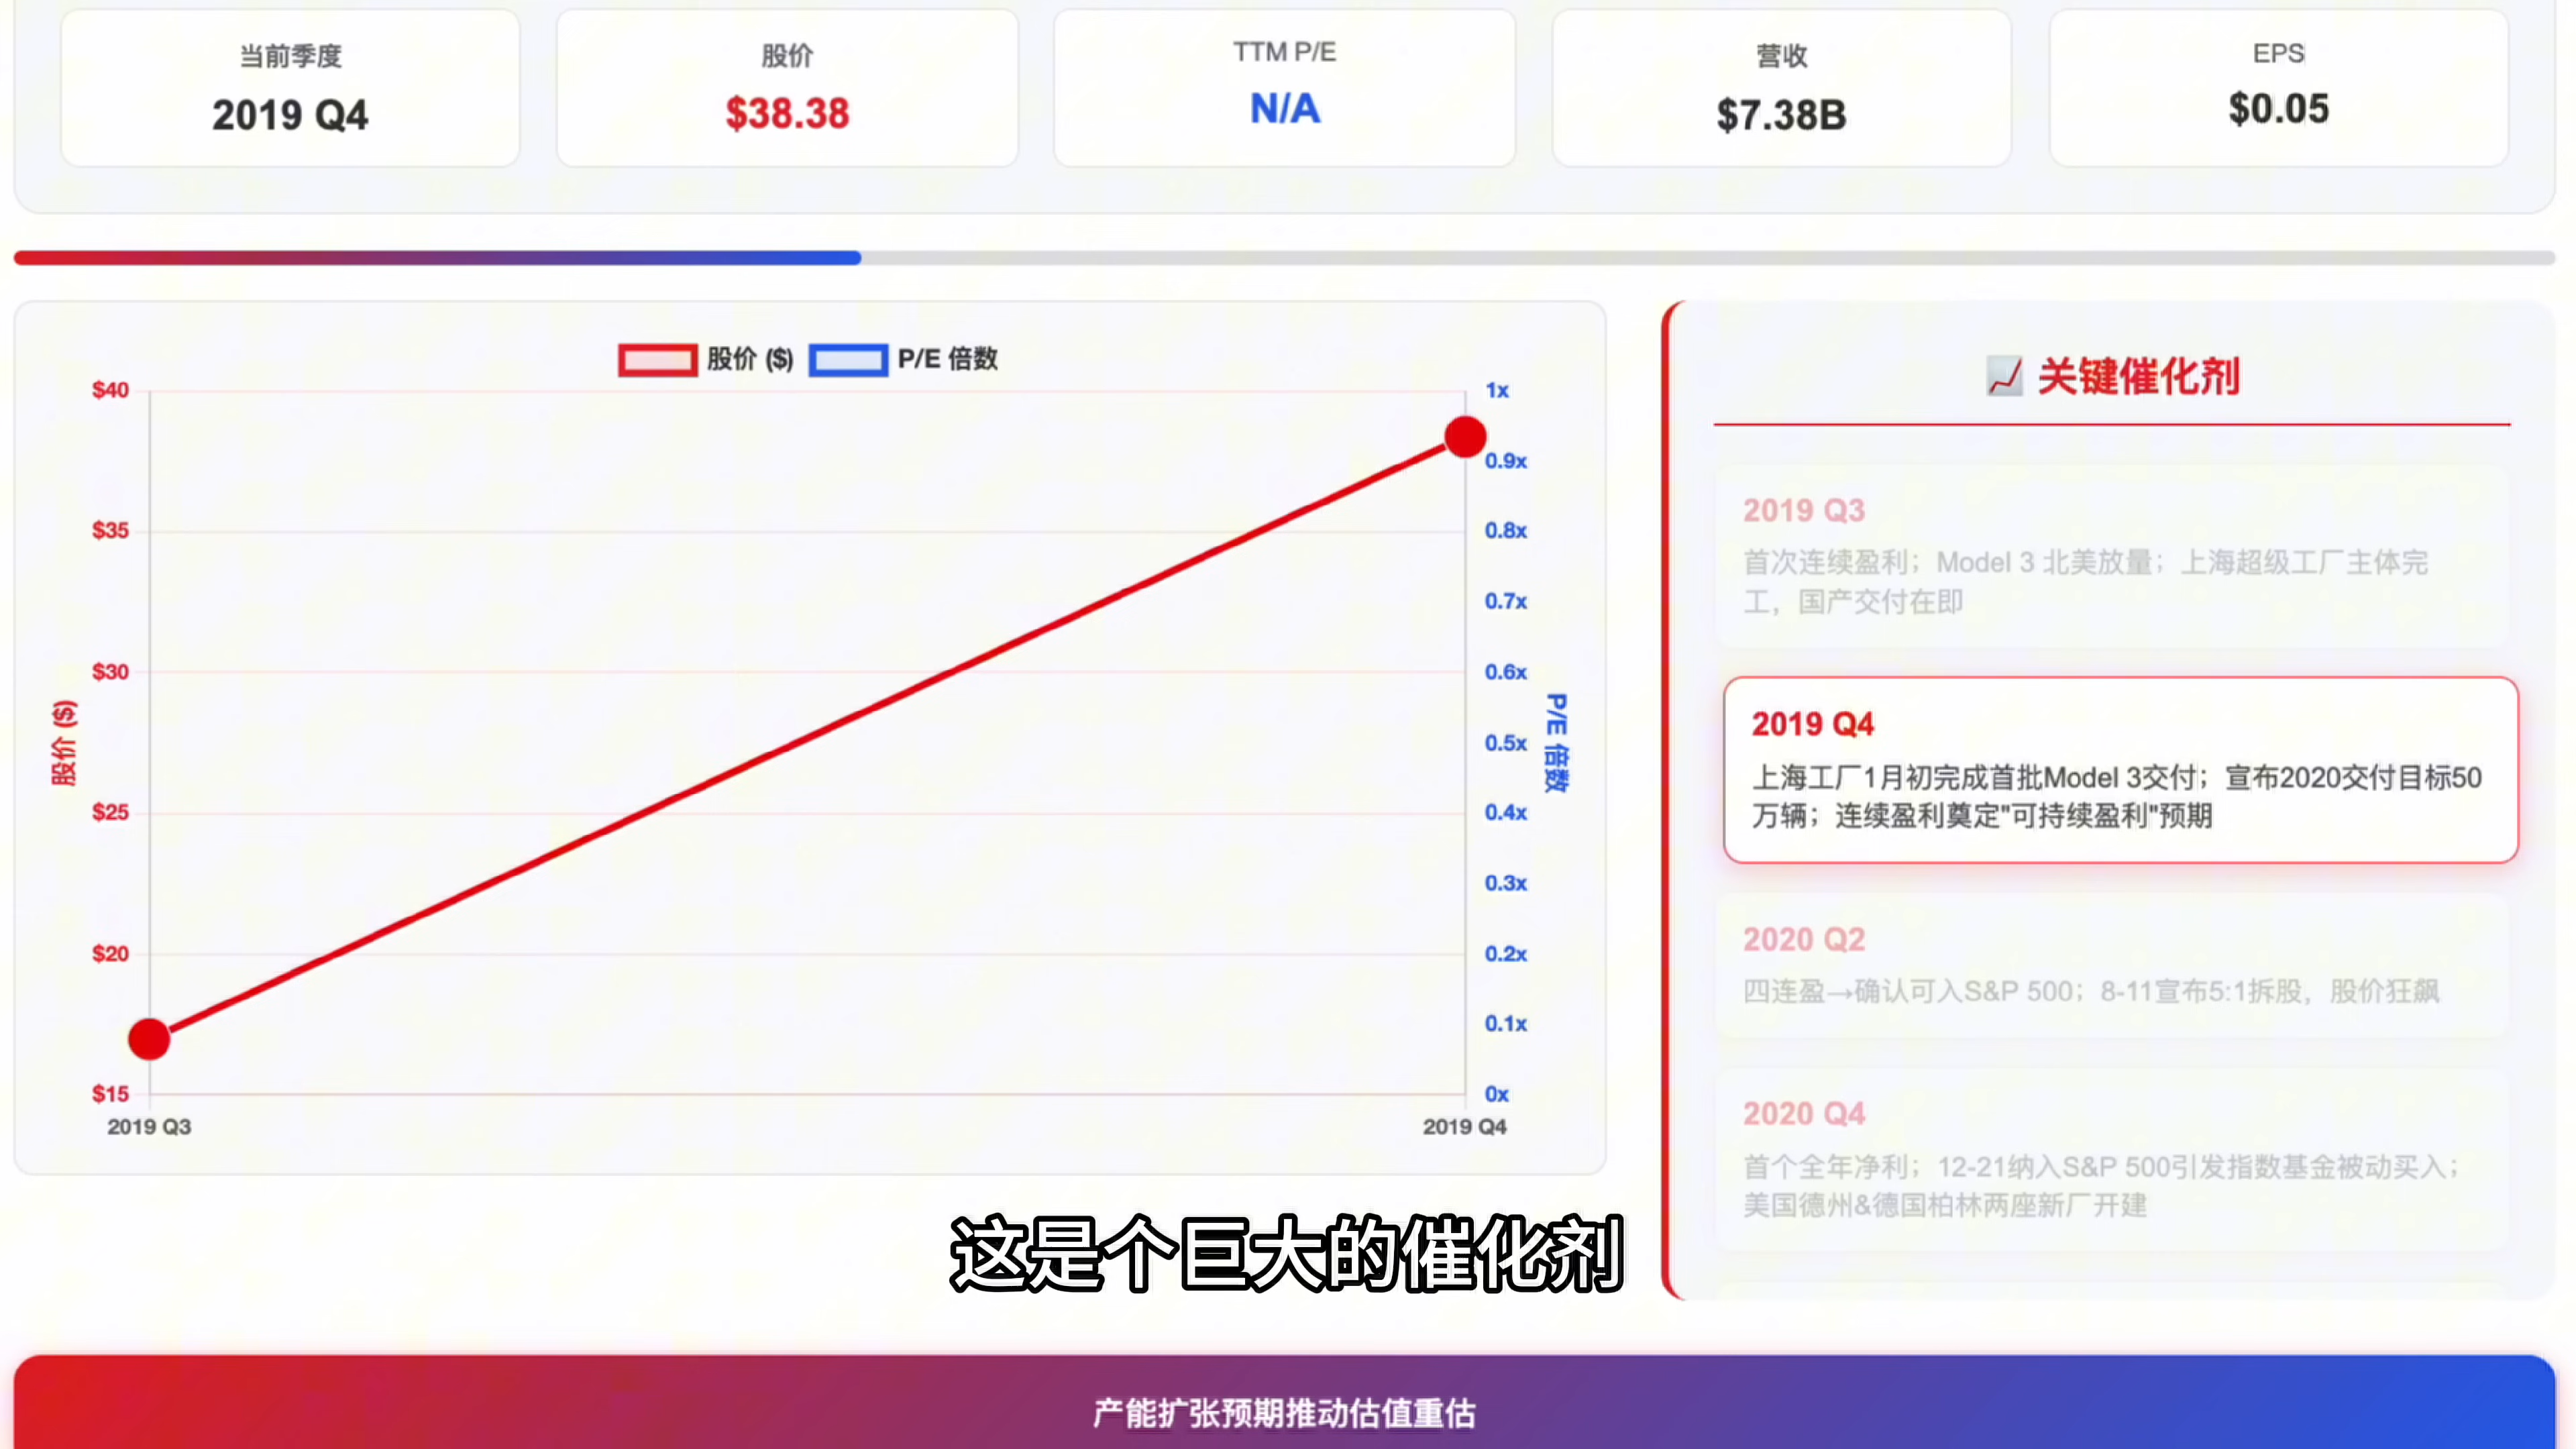 当前季度
2019 Q4
股价
$38.38
TTM P/E
N/A
营收
$7.38B
EPS
$0.05
股价 ($)
P/E 倍数
$40
$35
$30
$25
$20
$15
股价 ($)
1x
0.9x
0.8x
0.7x
0.6x
0.5x
0.4x
0.3x
0.2x
0.1x
0x
P/E 倍数
2019 Q3
2019 Q4
📈 关键催化剂
2019 Q3
首次连续盈利；Model 3 北美放量；上海超级工厂主体完
工，国产交付在即
2019 Q4
上海工厂1月初完成首批Model 3交付；宣布2020交付目标50
万辆；连续盈利奠定"可持续盈利"预期
2020 Q2
四连盈→确认可入S&P 500；8-11宣布5:1拆股，股价狂飙
2020 Q4
首个全年净利；12-21纳入S&P 500引发指数基金被动买入；
美国德州&德国柏林两座新厂开建
这是个巨大的催化剂
产能扩张预期推动估值重估